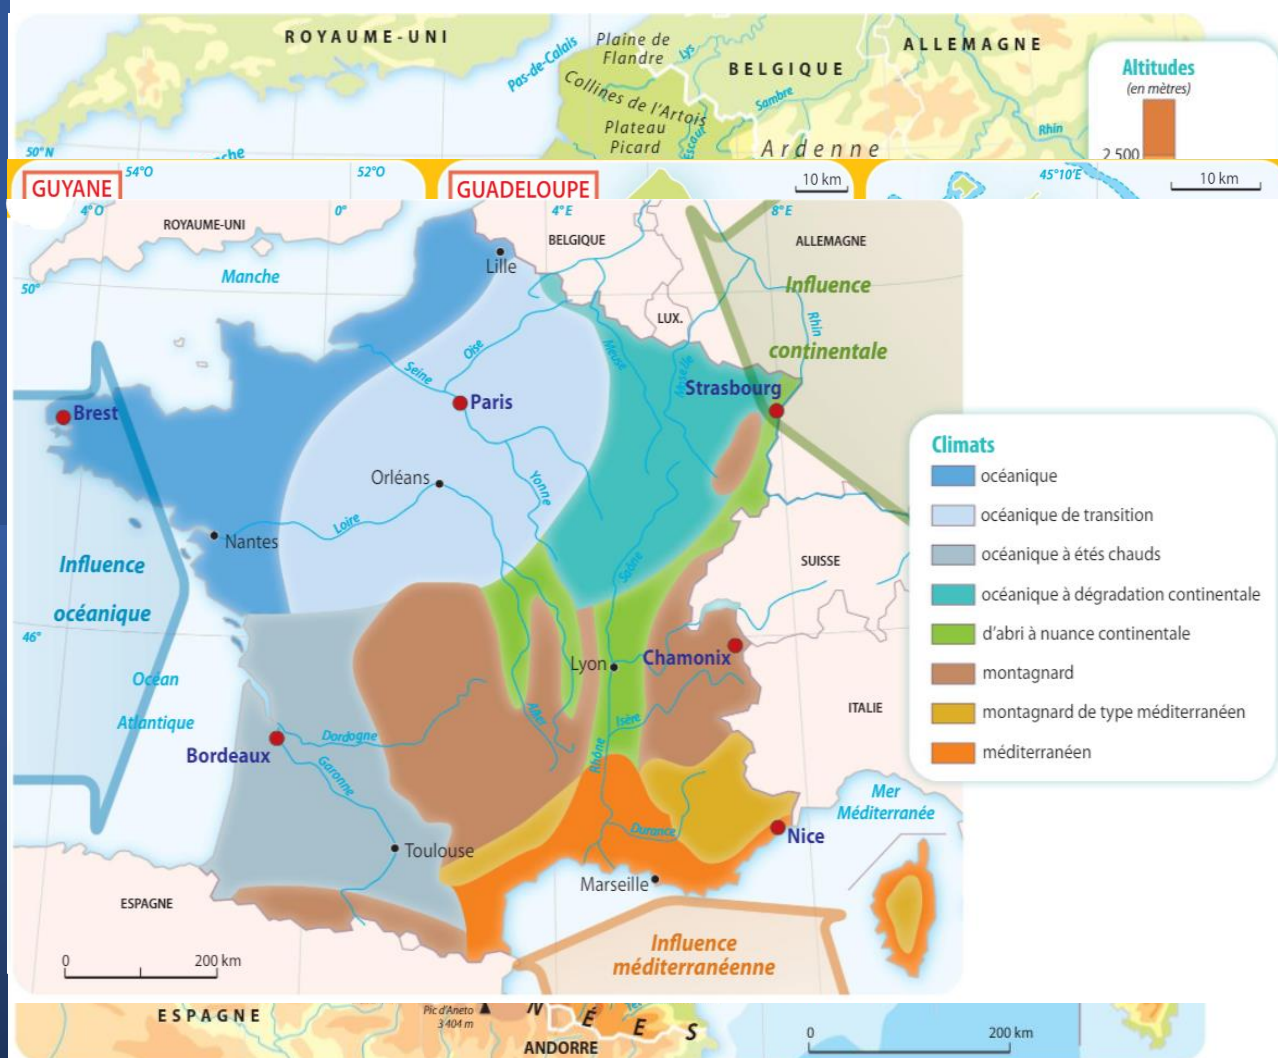 ROYAUME-UNI
Pas-de-Calais
Plaine de
Flandre
Lys
BELGIQUE
ALLEMAGNE
Collines de l'Artois
Plateau
Picard
Escaut
Sambre
Ardenne
Rhin
50°N
che
Altitudes
(en mètres)
2 500
GUYANE
54°O
52°O
GUADELOUPE
10 km
45°10'E
10 km
4° O
0°
4° E
8° E
ROYAUME-UNI
Manche
50°
BELGIQUE
Lille
LUX.
ALLEMAGNE
Influence
continentale
Rhin
Oise
Seine
Meuse
Moselle
Strasbourg
Brest
Paris
Orléans
Yonne
Loire
Nantes
Saône
SUISSE
Influence
océanique
46°
Océan
Atlantique
Lyon
Chamonix
Allier
Isère
ITALIE
Bordeaux
Dordogne
Garonne
Rhône
Durance
Nice
Mer
Méditerranée
Toulouse
Marseille
ESPAGNE
0
200 km
Influence
méditerranéenne
Climats
océanique
océanique de transition
océanique à étés chauds
océanique à dégradation continentale
d'abri à nuance continentale
montagnard
montagnard de type méditerranéen
méditerranéen
ESPAGNE
Pic d'Aneto
3 404 m
N É E S
ANDORRE
0
200 km